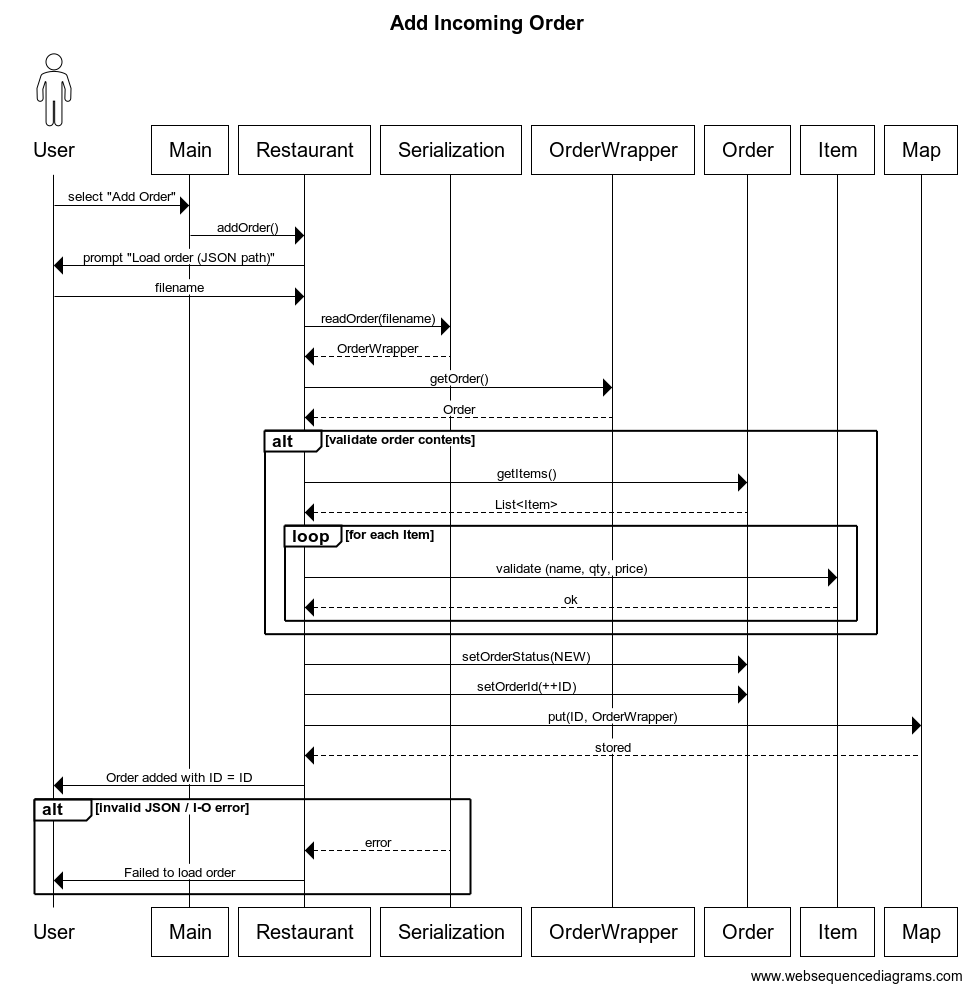 Add Incoming Order
User
Main
Restaurant
Serialization
OrderWrapper
Order
Item
Map
select "Add Order"
addOrder()
prompt "Load order (JSON path)"
filename
readOrder(filename)
OrderWrapper
getOrder()
Order
alt [validate order contents]
getItems()
List<Item>
loop [for each Item]
validate (name, qty, price)
ok
setOrderStatus(NEW)
setOrderId(++ID)
put(ID, OrderWrapper)
stored
Order added with ID = ID
alt [invalid JSON / I-O error]
error
Failed to load order
User
Main
Restaurant
Serialization
OrderWrapper
Order
Item
Map
www.websequencediagrams.com